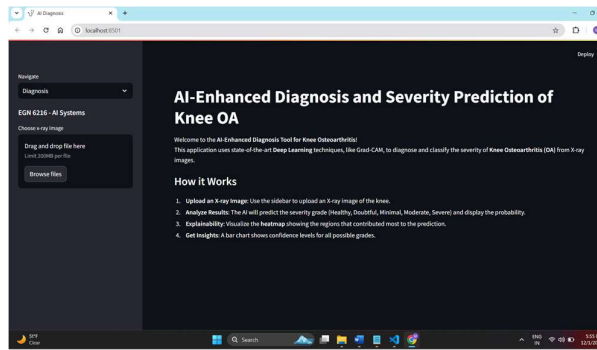 AI Diagnosis
localhost:8501
Deploy
Navigate
Diagnosis
EGN 6216 - AI Systems
Choose x-ray image
Drag and drop file here
Limit 200MB per file
Browse files
AI-Enhanced Diagnosis and Severity Prediction of
Knee OA
Welcome to the AI-Enhanced Diagnosis Tool for Knee Osteoarthritis!
This application uses state-of-the-art Deep Learning techniques, like Grad-CAM, to diagnose and classify the severity of Knee Osteoarthritis (OA) from X-ray
images.
How it Works
1. Upload an X-ray Image: Use the sidebar to upload an X-ray image of the knee.
2. Analyze Results: The AI will predict the severity grade (Healthy, Doubtful, Minimal, Moderate, Severe) and display the probability.
3. Explainability: Visualize the heatmap showing the regions that contributed most to the prediction.
4. Get Insights: A bar chart shows confidence levels for all possible grades.
Clear
Search
ENG
IN
5:55